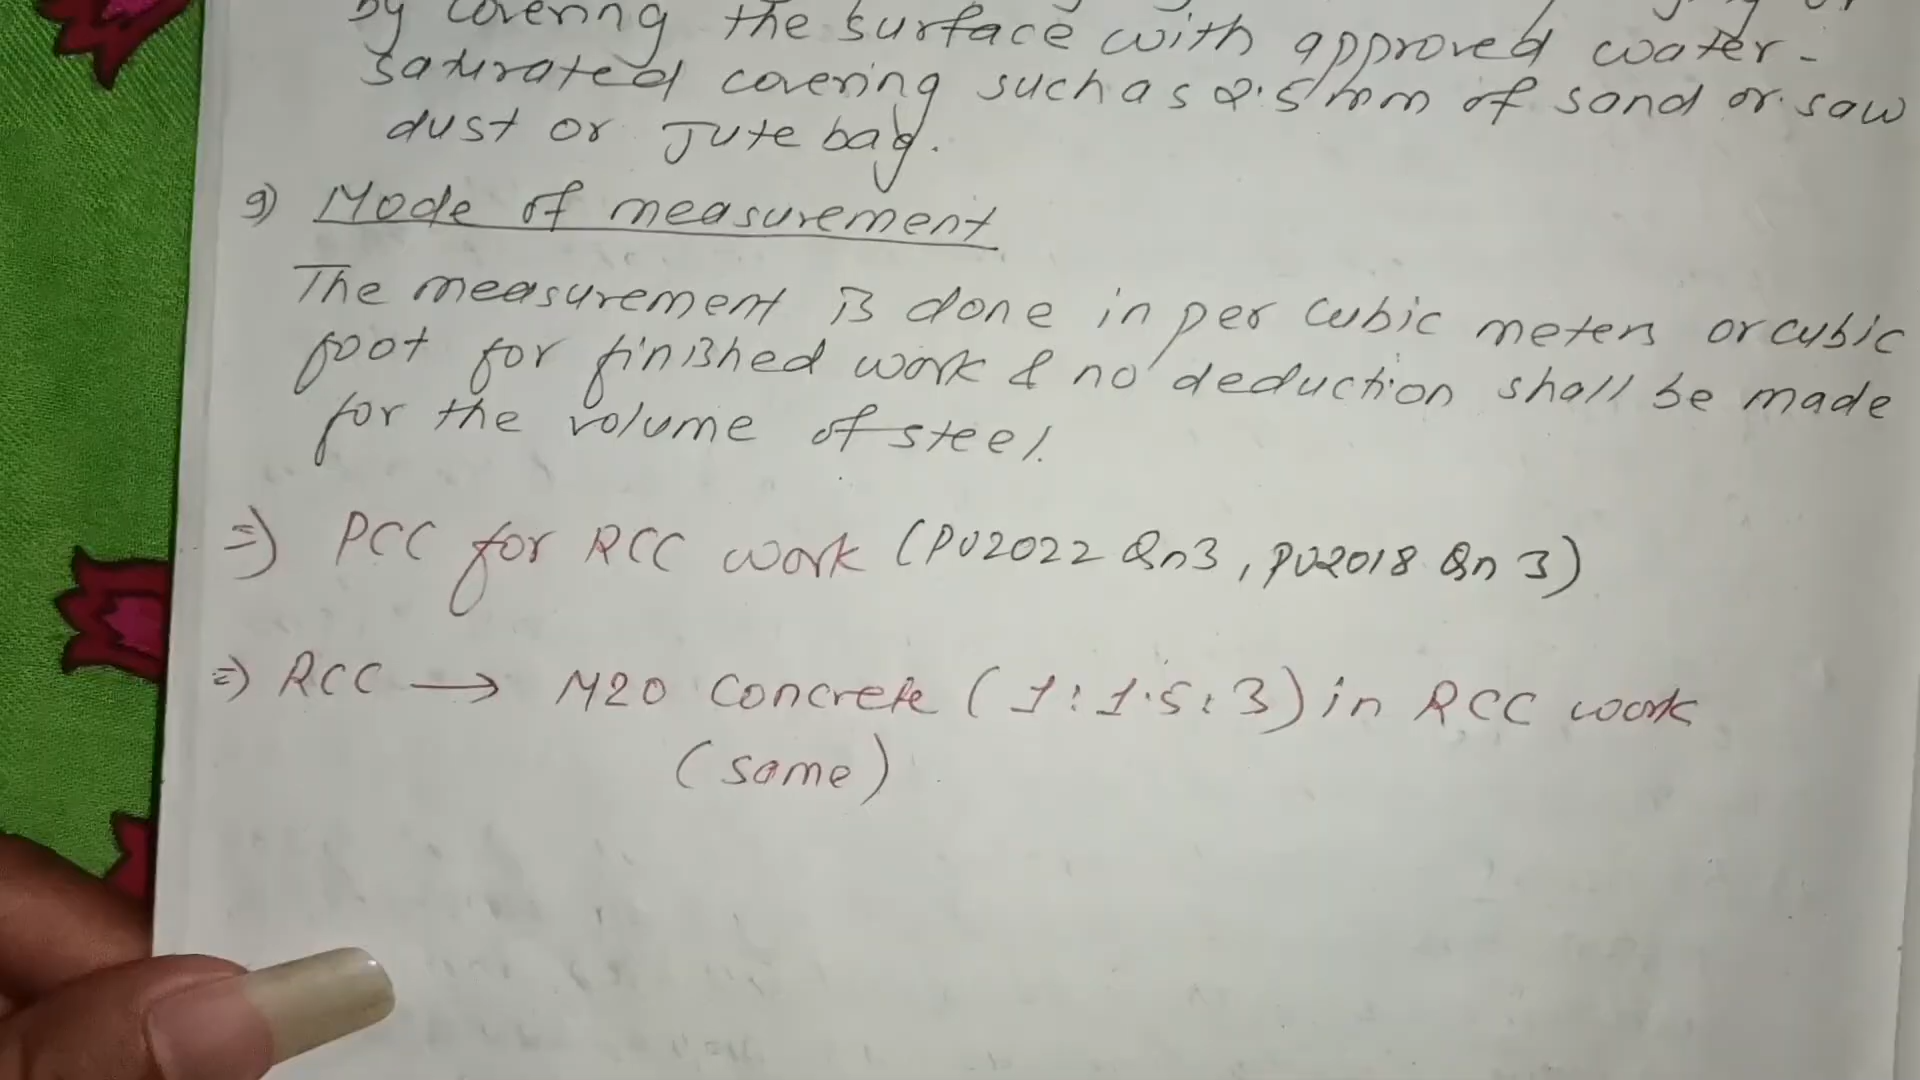 by covering the surface with approved water-
saturated covering such as 2.5 mm of sand or saw
dust or Jute bag.
9) Mode of measurement
The measurement is done in per cubic meters or cubic
foot for finished work & no deduction shall be made
for the volume of steel.
⇒ PCC for RCC work (PU2022 Qn3, PU2018 Qn 3)
⇒ RCC → M20 Concrete (1:1.5:3) in RCC work
(same)